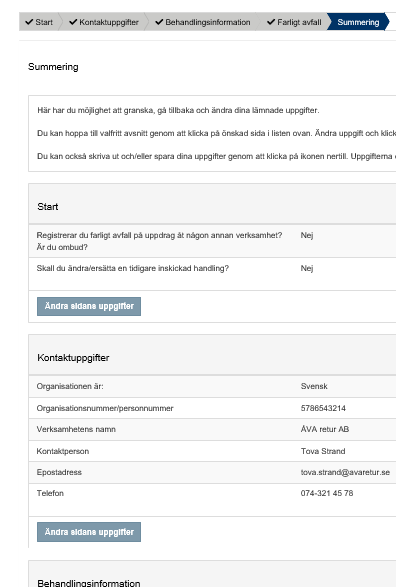 Start
Kontaktuppgifter
Behandlingsinformation
Farligt avfall
Summering
Summering
Här har du möjlighet att granska, gå tillbaka och ändra dina lämnade uppgifter.
Du kan hoppa till valfritt avsnitt genom att klicka på önskad sida i listen ovan. Ändra uppgift och klick
Du kan också skriva ut och/eller spara dina uppgifter genom att klicka på ikonen nertill. Uppgifterna
Start
Registrerar du farligt avfall på uppdrag åt någon annan verksamhet? Nej
Är du ombud?
Skall du ändra/ersätta en tidigare inskickad handling? Nej
Ändra sidans uppgifter
Kontaktuppgifter
Organisationen är: Svensk
Organisationsnummer/personnummer 5786543214
Verksamhetens namn ÅVA retur AB
Kontaktperson Tova Strand
Epostadress tova.strand@avaretur.se
Telefon 074-321 45 78
Ändra sidans uppgifter
Behandlingsinformation